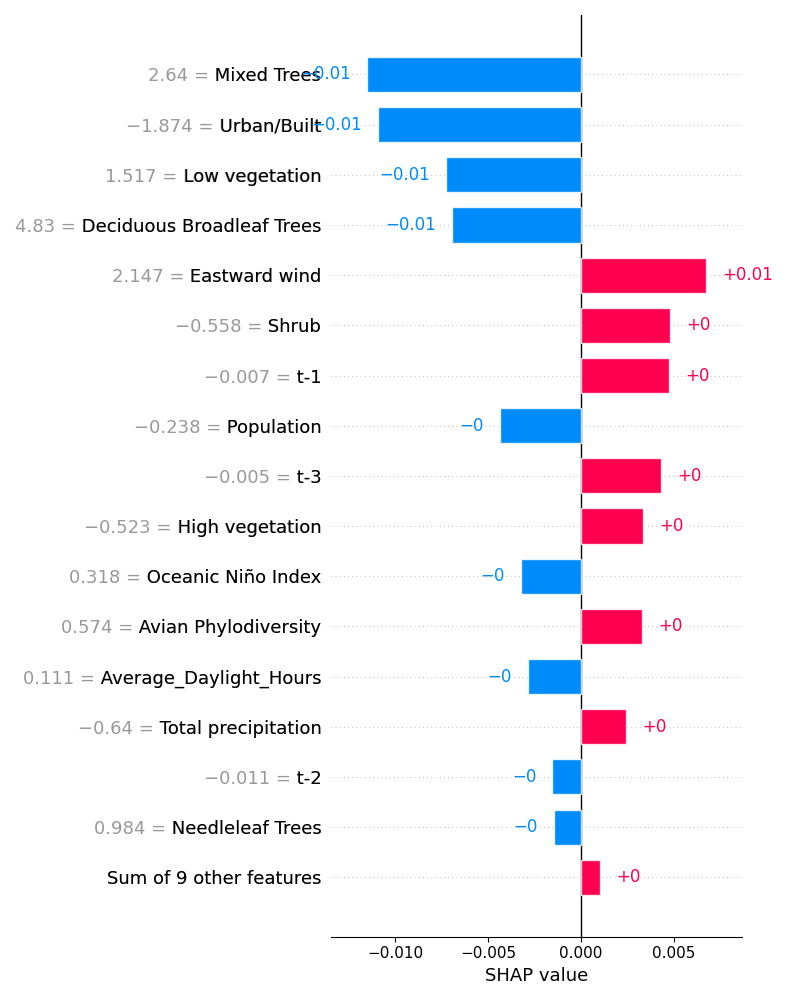 2.64 = Mixed Trees −0.01
−1.874 = Urban/Built −0.01
1.517 = Low vegetation −0.01
4.83 = Deciduous Broadleaf Trees −0.01
2.147 = Eastward wind +0.01
−0.558 = Shrub +0
−0.007 = t-1 +0
−0.238 = Population −0
−0.005 = t-3 +0
−0.523 = High vegetation +0
0.318 = Oceanic Niño Index −0
0.574 = Avian Phylodiversity +0
0.111 = Average_Daylight_Hours −0
−0.64 = Total precipitation +0
−0.011 = t-2 −0
0.984 = Needleleaf Trees −0
Sum of 9 other features +0
−0.010 −0.005 0.000 0.005
SHAP value